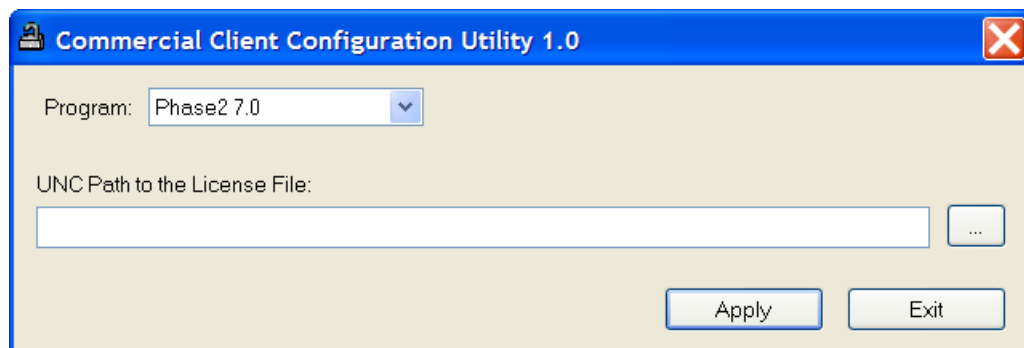 Commercial Client Configuration Utility 1.0
Program: Phase2 7.0
UNC Path to the License File:
...
Apply Exit